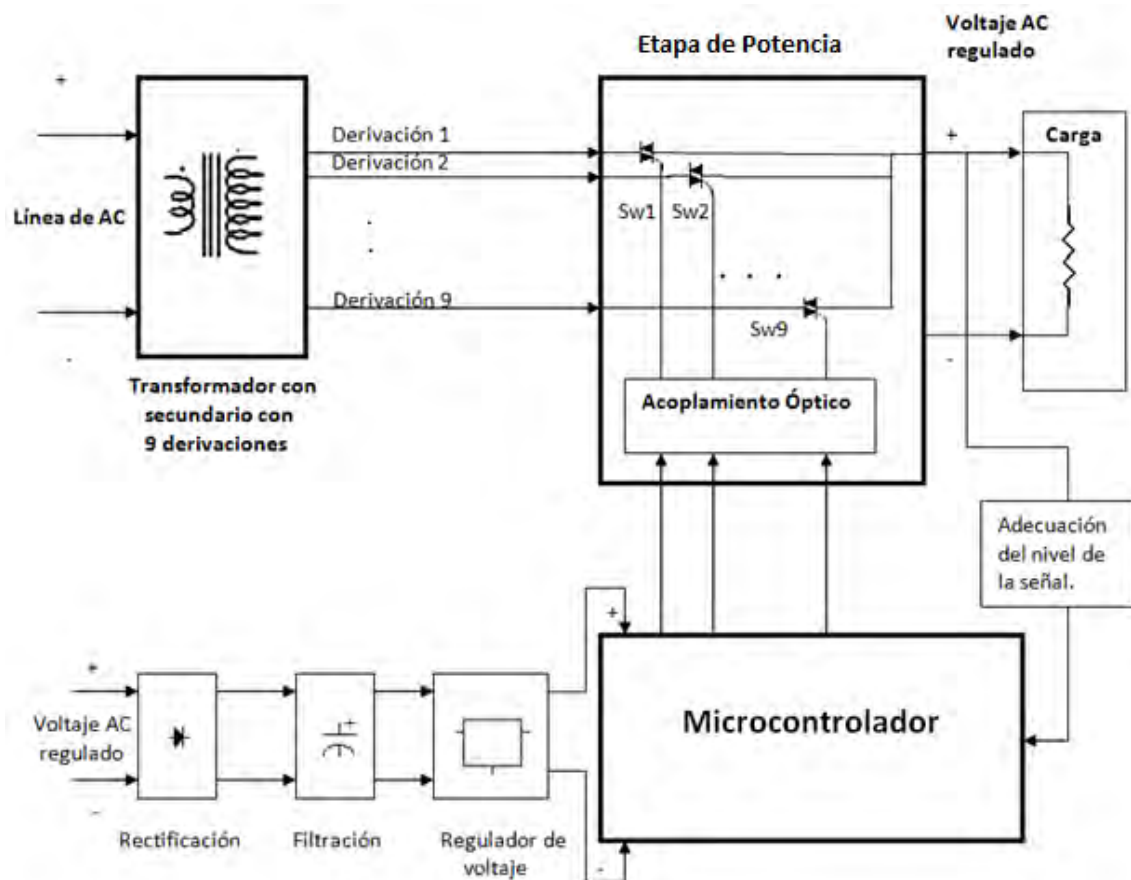 Voltaje AC
regulado
Etapa de Potencia
+
Línea de AC
-
Derivación 1
Derivación 2
Derivación 9
Transformador con
secundario con
9 derivaciones
Sw1
Sw2
. . .
Sw9
Acoplamiento Óptico
+
-
Carga
Adecuación
del nivel de
la señal.
+
Voltaje AC
regulado
-
Rectificación
+
Filtración
Regulador de
voltaje
+
-
Microcontrolador